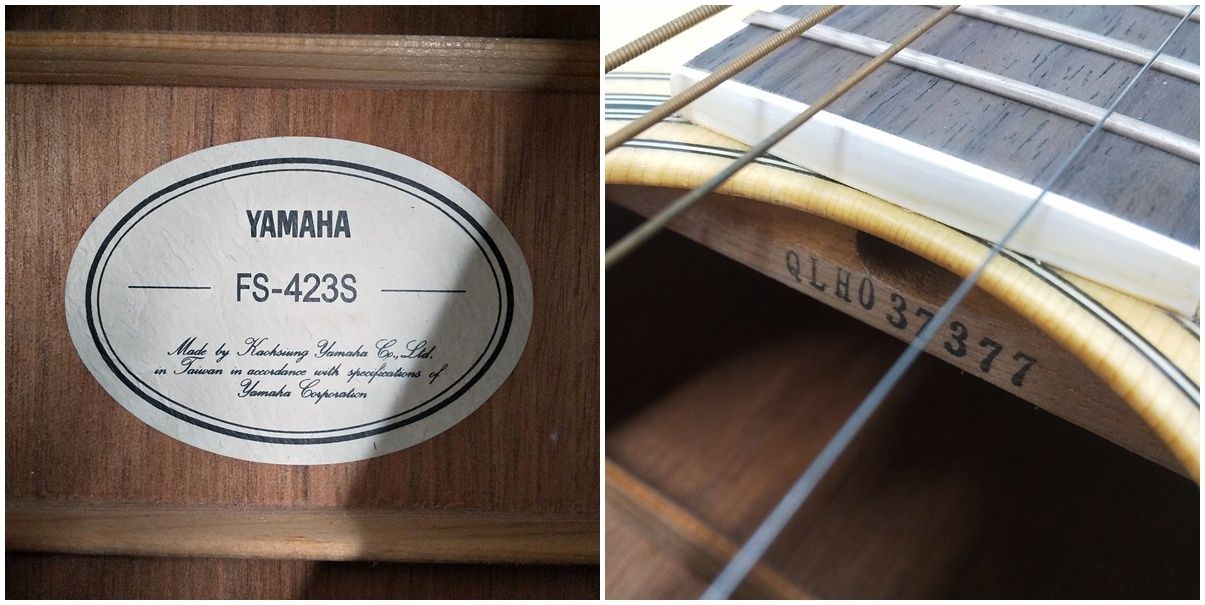 YAMAHA
FS-423S
Made by Kaohsiung Yamaha Co., Ltd.
in Taiwan in accordance with specifications of
Yamaha Corporation
QLH037377